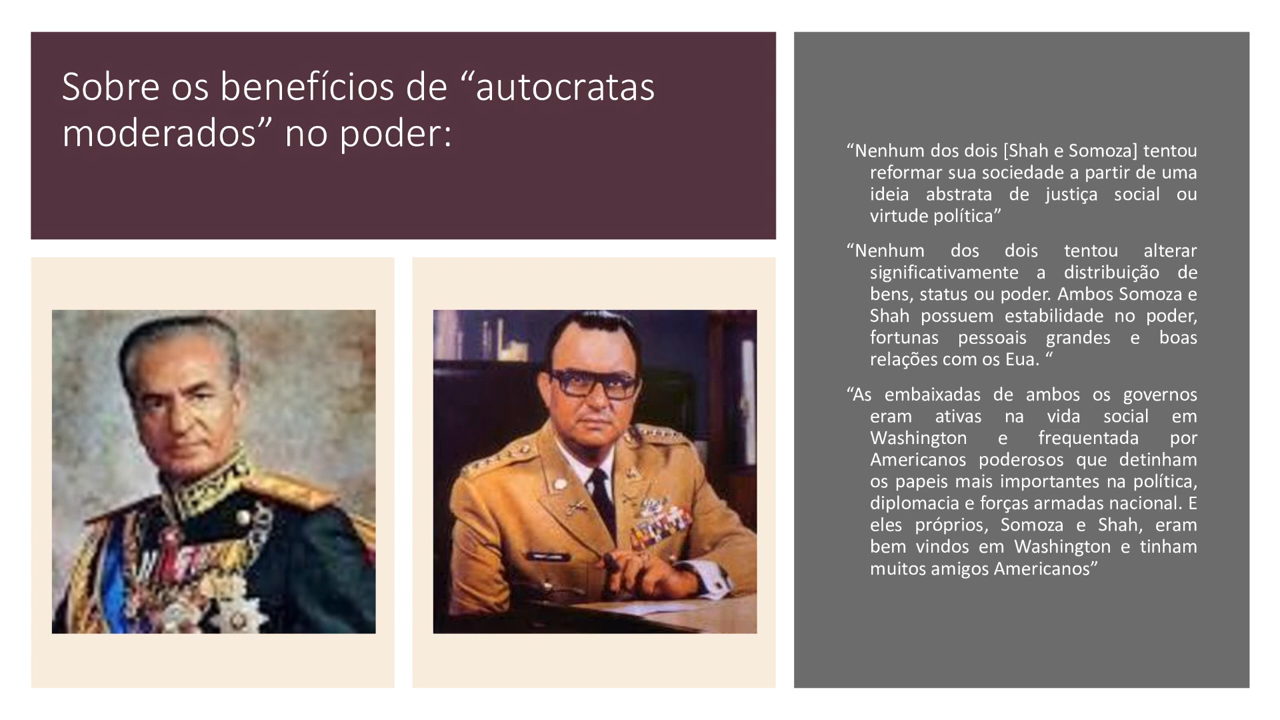 Sobre os benefícios de “autocratas
moderados” no poder:
“Nenhum dos dois [Shah e Somoza] tentou
reformar sua sociedade a partir de uma
ideia abstrata de justiça social ou
virtude política”
“Nenhum dos dois tentou alterar
significativamente a distribuição de
bens, status ou poder. Ambos Somoza e
Shah possuem estabilidade no poder,
fortunas pessoais grandes e boas
relações com os Eua. “
“As embaixadas de ambos os governos
eram ativas na vida social em
Washington e frequentada por
Americanos poderosos que detinham
os papeis mais importantes na política,
diplomacia e forças armadas nacional. E
eles próprios, Somoza e Shah, eram
bem vindos em Washington e tinham
muitos amigos Americanos”